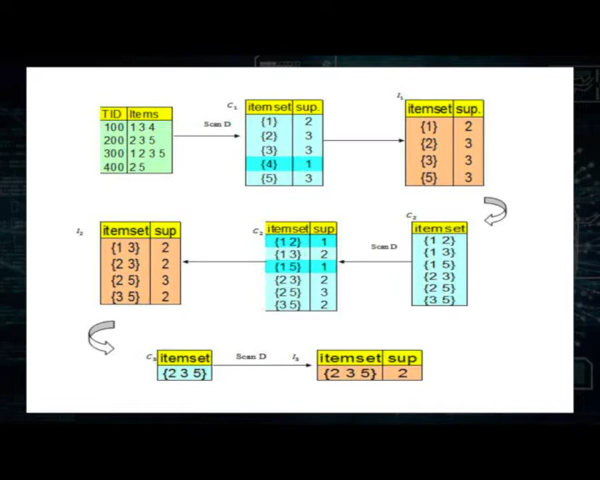 TID Items
100 1 3 4
200 2 3 5
300 1 2 3 5
400 2 5
Scan D
C1 itemset sup.
{1} 2
{2} 3
{3} 3
{4} 1
{5} 3
L1 itemset sup.
{1} 2
{2} 3
{3} 3
{5} 3
L2 itemset sup
{1 3} 2
{2 3} 2
{2 5} 3
{3 5} 2
C2 itemset sup
{1 2} 1
{1 3} 2
{1 5} 1
{2 3} 2
{2 5} 3
{3 5} 2
Scan D
C2 itemset
{1 2}
{1 3}
{1 5}
{2 3}
{2 5}
{3 5}
C3 itemset
{2 3 5}
Scan D
L3 itemset sup
{2 3 5} 2